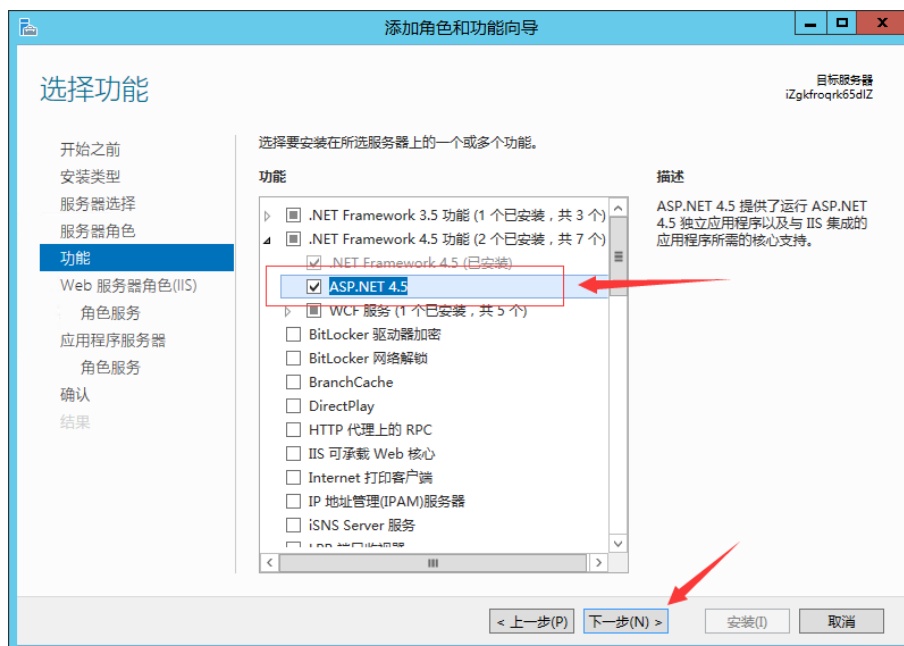 添加角色和功能向导
选择功能
目标服务器
iZgkfroqrk65dlZ
开始之前
安装类型
服务器选择
服务器角色
功能
Web 服务器角色(IIS)
角色服务
应用程序服务器
角色服务
确认
结果
选择要安装在所选服务器上的一个或多个功能。
功能
.NET Framework 3.5 功能 (1 个已安装，共 3 个)
.NET Framework 4.5 功能 (2 个已安装，共 7 个)
.NET Framework 4.5 (已安装)
ASP.NET 4.5
WCF 服务 (1 个已安装，共 5 个)
BitLocker 驱动器加密
BitLocker 网络解锁
BranchCache
DirectPlay
HTTP 代理上的 RPC
IIS 可承载 Web 核心
Internet 打印客户端
IP 地址管理(IPAM)服务器
iSNS Server 服务
描述
ASP.NET 4.5 提供了运行 ASP.NET
4.5 独立应用程序以及与 IIS 集成的
应用程序所需的核心支持。
< 上一步(P)
下一步(N) >
安装(I)
取消